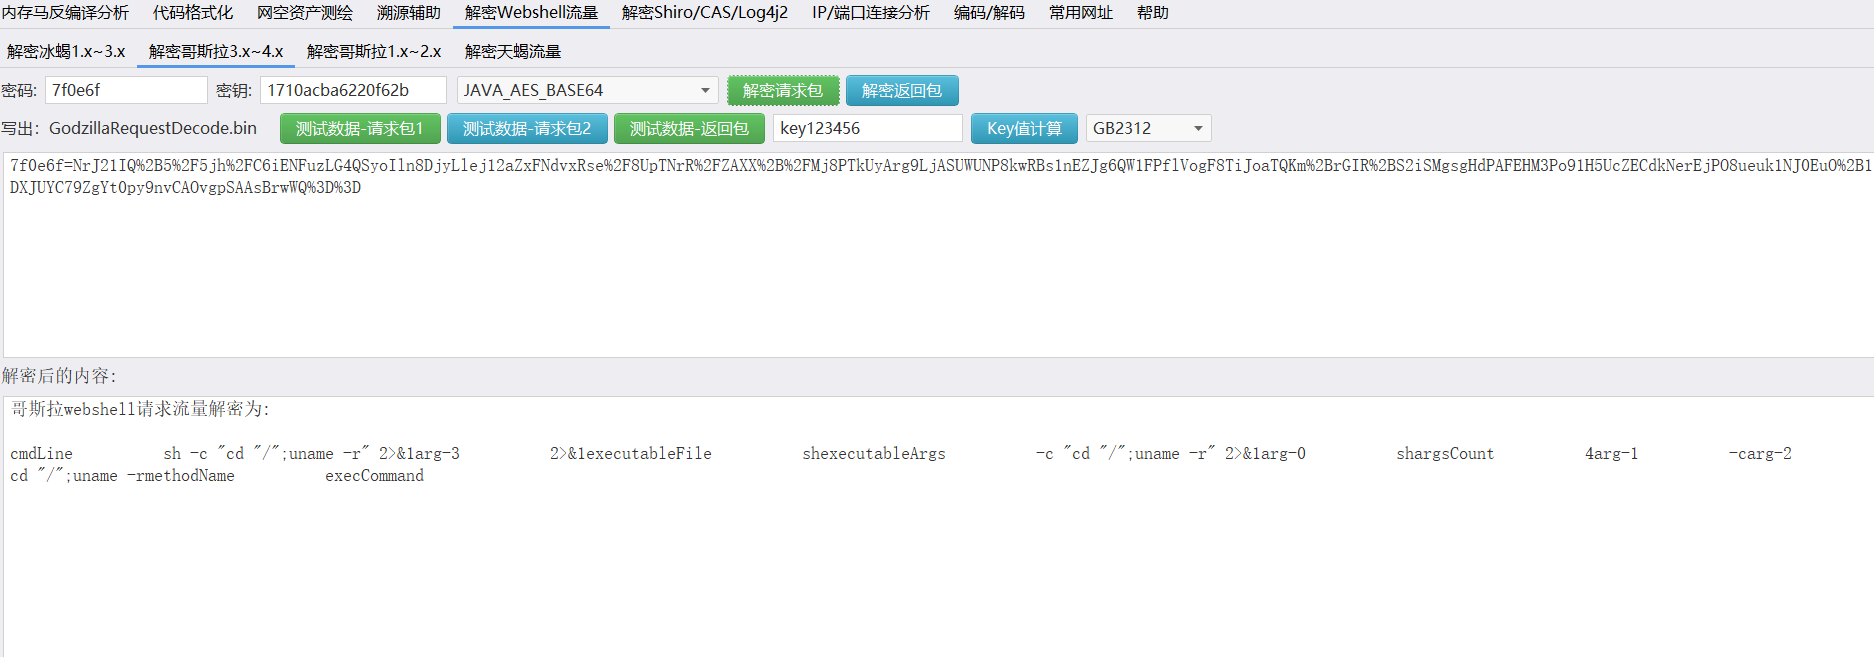 内存马反编译分析 代码格式化 网空资产测绘 溯源辅助 解密Webshell流量 解密Shiro/CAS/Log4j2 IP/端口连接分析 编码/解码 常用网址 帮助
解密冰蝎1.x~3.x 解密哥斯拉3.x~4.x 解密哥斯拉1.x~2.x 解密天蝎流量
密码: 7f0e6f 密钥: 1710acba6220f62b JAVA_AES_BASE64 解密请求包 解密返回包
写出: GodzillaRequestDecode.bin 测试数据-请求包1 测试数据-请求包2 测试数据-返回包 key123456 Key值计算 GB2312
7f0e6f=NrJ21IQ%2B5%2F5jh%2FC6iENFuzLG4QSyoIln8DjyLlej12aZxFNdvxRse%2F8UpTNrR%2FZAXX%2B%2FMj8PTkUyArg9LjASUWUNP8kwRBs1nEZJg6QW1FPflVogF8TiJoaTQKm%2BrGIR%2BS2iSMgsgHdPAFEHM3Po91H5UcZECdkNerEjPO8ueuk1NJ0EuO%2B1
DXJUYC79ZgYt0py9nvCAOvgpSAAsBrwWQ%3D%3D
解密后的内容:
哥斯拉webshell请求流量解密为:
cmdLine sh -c "cd "/";uname -r" 2>&1arg-3 2>&1executableFile shexecutableArgs -c "cd "/";uname -r" 2>&1arg-0 shargsCount 4arg-1 -carg-2
cd "/";uname -rmethodName execCommand